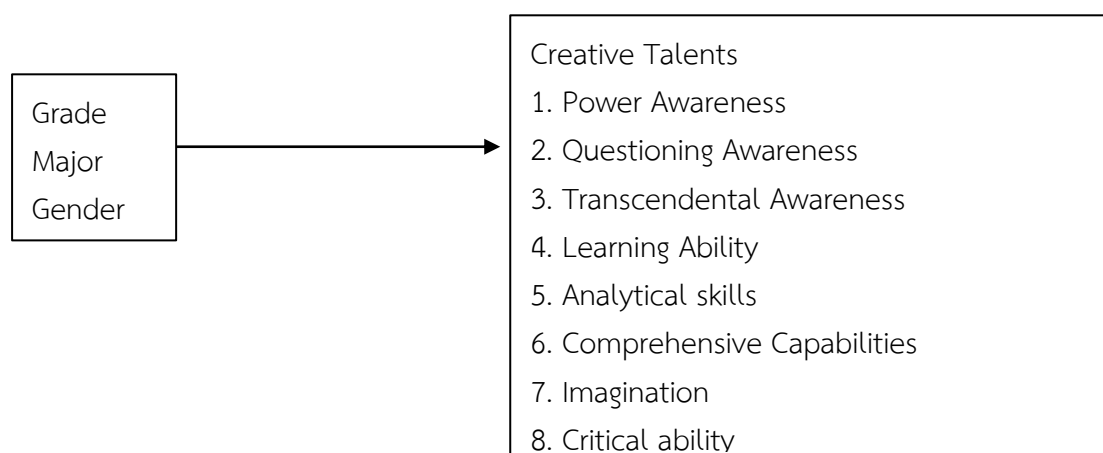 Grade
Major
Gender
Creative Talents
1. Power Awareness
2. Questioning Awareness
3. Transcendental Awareness
4. Learning Ability
5. Analytical skills
6. Comprehensive Capabilities
7. Imagination
8. Critical ability